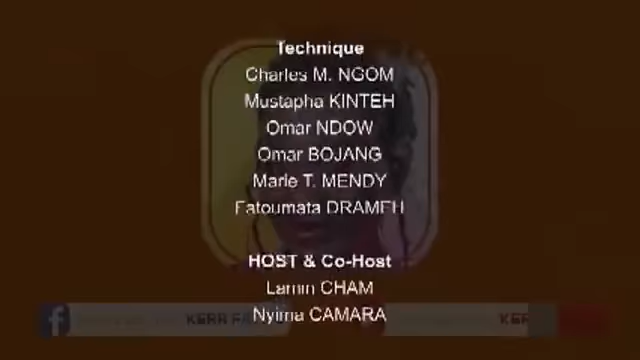 Technique
Charles M. NGOM
Mustapha KINTEH
Omar NDOW
Omar BOJANG
Marie T. MENDY
Fatoumata DRAMEH
HOST & Co-Host
Lamin CHAM
Nyima CAMARA
KERR